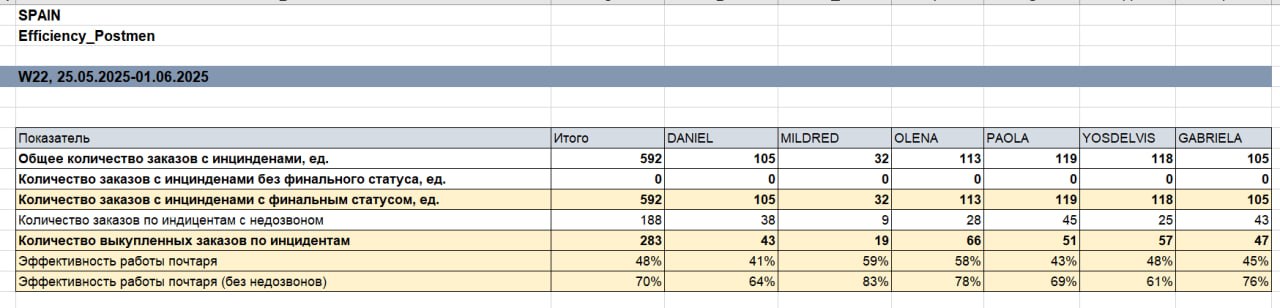 SPAIN
Efficiency_Postmen
W22, 25.05.2025-01.06.2025
Показатель Итого DANIEL MILDRED OLENA PAOLA YOSDELVIS GABRIELA
Общее количество заказов с инцинденами, ед. 592 105 32 113 119 118 105
Количество заказов с инцинденами без финального статуса, ед. 0 0 0 0 0 0 0
Количество заказов с инцинденами с финальным статусом, ед. 592 105 32 113 119 118 105
Количество заказов по индицентам с недозвоном 188 38 9 28 45 25 43
Количество выкупленных заказов по инцидентам 283 43 19 66 51 57 47
Эффективность работы почтаря 48% 41% 59% 58% 43% 48% 45%
Эффективность работы почтаря (без недозвонов) 70% 64% 83% 78% 69% 61% 76%